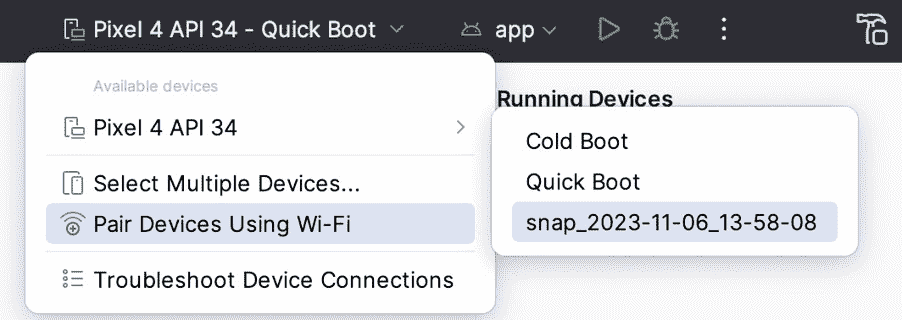 Pixel 4 API 34 - Quick Boot
app
Available devices
Running Devices
Pixel 4 API 34
Cold Boot
Select Multiple Devices...
Quick Boot
Pair Devices Using Wi-Fi
snap_2023-11-06_13-58-08
Troubleshoot Device Connections